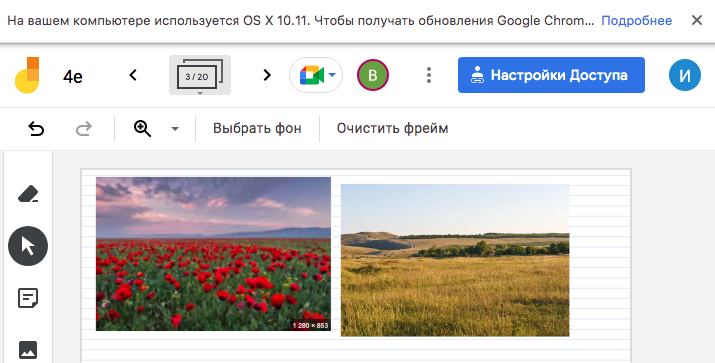 На вашем компьютере используется OS X 10.11. Чтобы получать обновления Google Chrom... Подробнее
4е
3 / 20
В
Настройки Доступа
И
Выбрать фон
Очистить фрейм
1 280 × 853